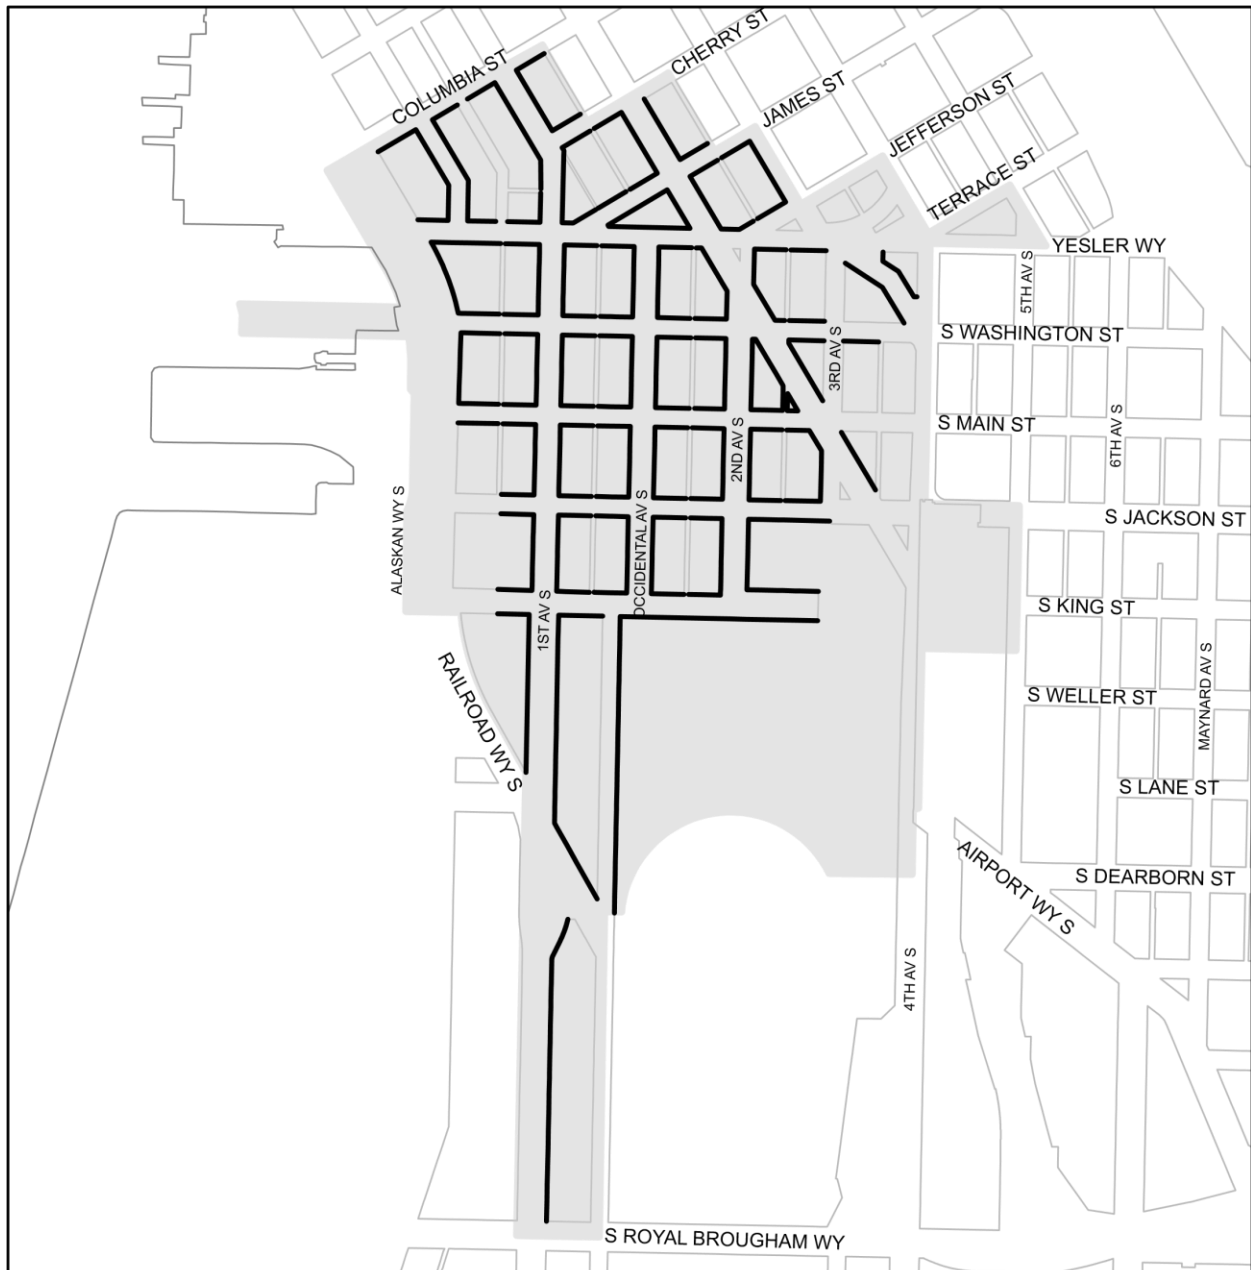 COLUMBIA ST
CHERRY ST
JAMES ST
JEFFERSON ST
TERRACE ST
YESLER WY
5TH AV S
S WASHINGTON ST
3RD AV S
S MAIN ST
6TH AV S
2ND AV S
ALASKAN WY S
OCCIDENTAL AV S
S JACKSON ST
1ST AV S
S KING ST
RAILROAD WY S
S WELLER ST
MAYNARD AV S
S LANE ST
AIRPORT WY S
S DEARBORN ST
4TH AV S
S ROYAL BROUGHAM WY